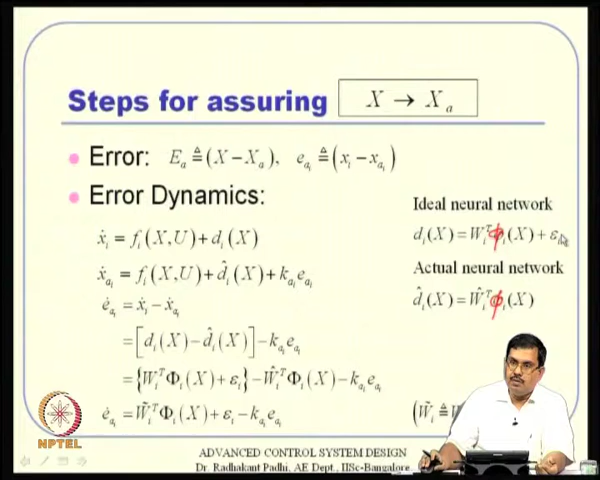 Steps for assuring X → Xₐ
Error: Eₐ ≜ (X − Xₐ), e_{a_i} ≜ (x_i − x_{a_i})
Error Dynamics:
Ideal neural network
ẋ_i = f_i(X,U) + d_i(X)
d_i(X) = W_i^T φ_i(X) + ε_i
Actual neural network
ẋ_{a_i} = f_i(X,U) + d̂_i(X) + k_{a_i} e_{a_i}
d̂_i(X) = Ŵ_i^T φ_i(X)
ė_{a_i} = ẋ_i − ẋ_{a_i}
= [d_i(X) − d̂_i(X)] − k_{a_i} e_{a_i}
= {W_i^T Φ_i(X) + ε_i} − Ŵ_i^T Φ_i(X) − k_{a_i} e_{a_i}
ė_{a_i} = W̃_i^T Φ_i(X) + ε_i − k_{a_i} e_{a_i}
(W̃_i ≜ W
NPTEL
ADVANCED CONTROL SYSTEM DESIGN
Dr. Radhakant Padhi, AE Dept., IISc-Bangalore